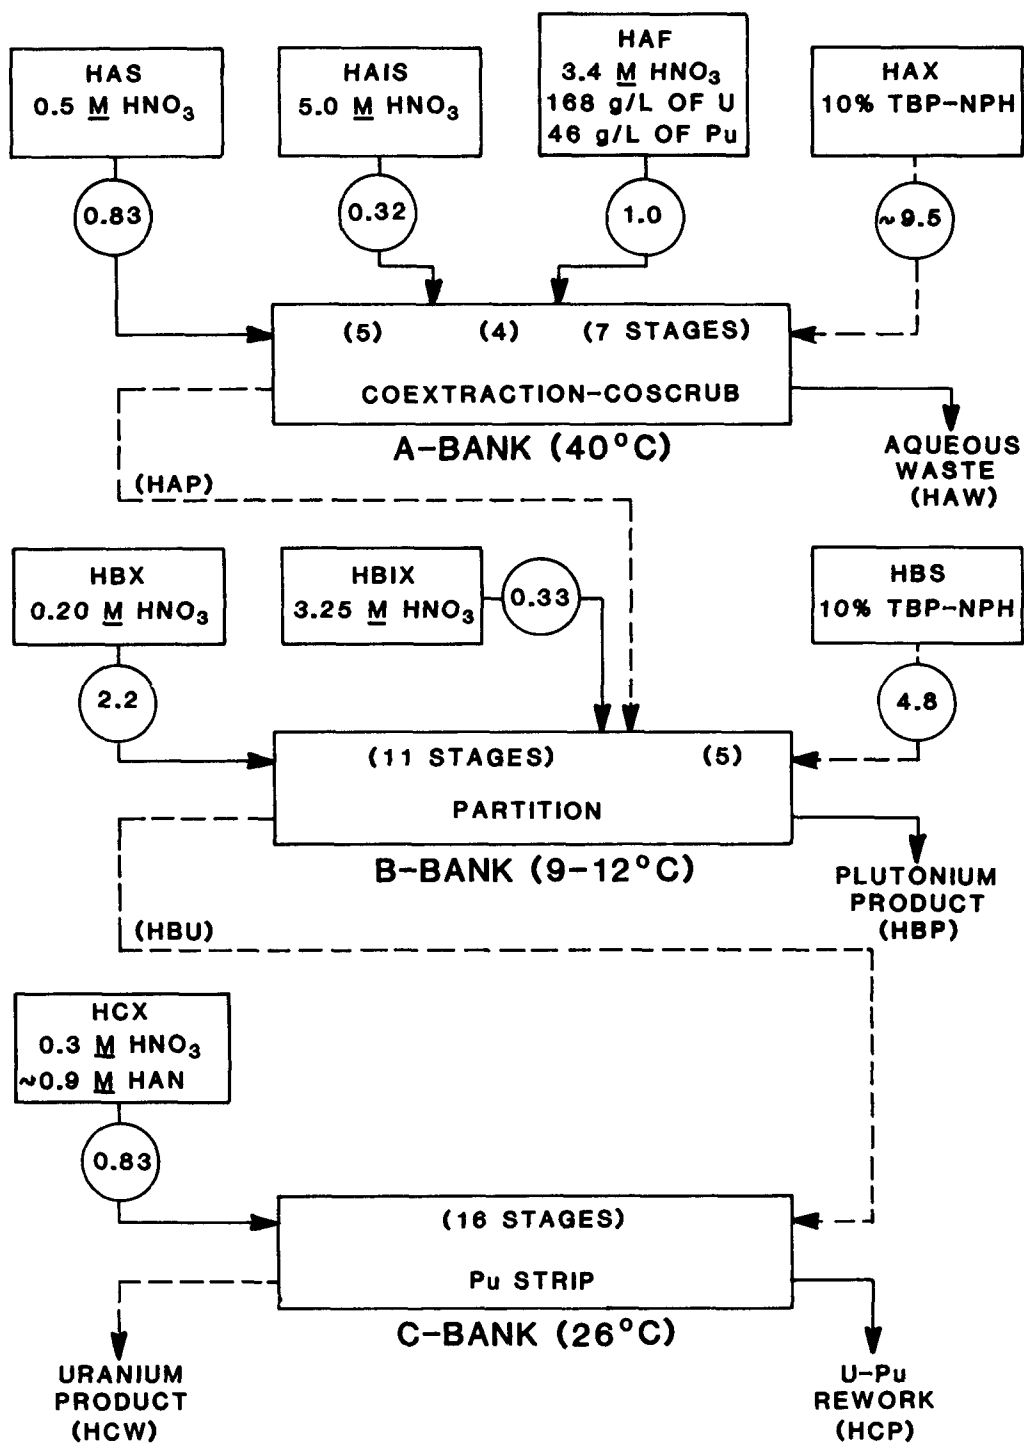 HAS
0.5 M HNO₃
HAIS
5.0 M HNO₃
HAF
3.4 M HNO₃
168 g/L OF U
46 g/L OF Pu
HAX
10% TBP-NPH
0.83
0.32
1.0
~9.5
(5) (4) (7 STAGES)
COEXTRACTION-COSCRUB
A-BANK (40°C)
(HAP)
AQUEOUS
WASTE
(HAW)
HBX
0.20 M HNO₃
HBIX
3.25 M HNO₃
0.33
HBS
10% TBP-NPH
2.2
4.8
(11 STAGES) (5)
PARTITION
B-BANK (9-12°C)
(HBU)
PLUTONIUM
PRODUCT
(HBP)
HCX
0.3 M HNO₃
~0.9 M HAN
0.83
(16 STAGES)
Pu STRIP
C-BANK (26°C)
URANIUM
PRODUCT
(HCW)
U-Pu
REWORK
(HCP)